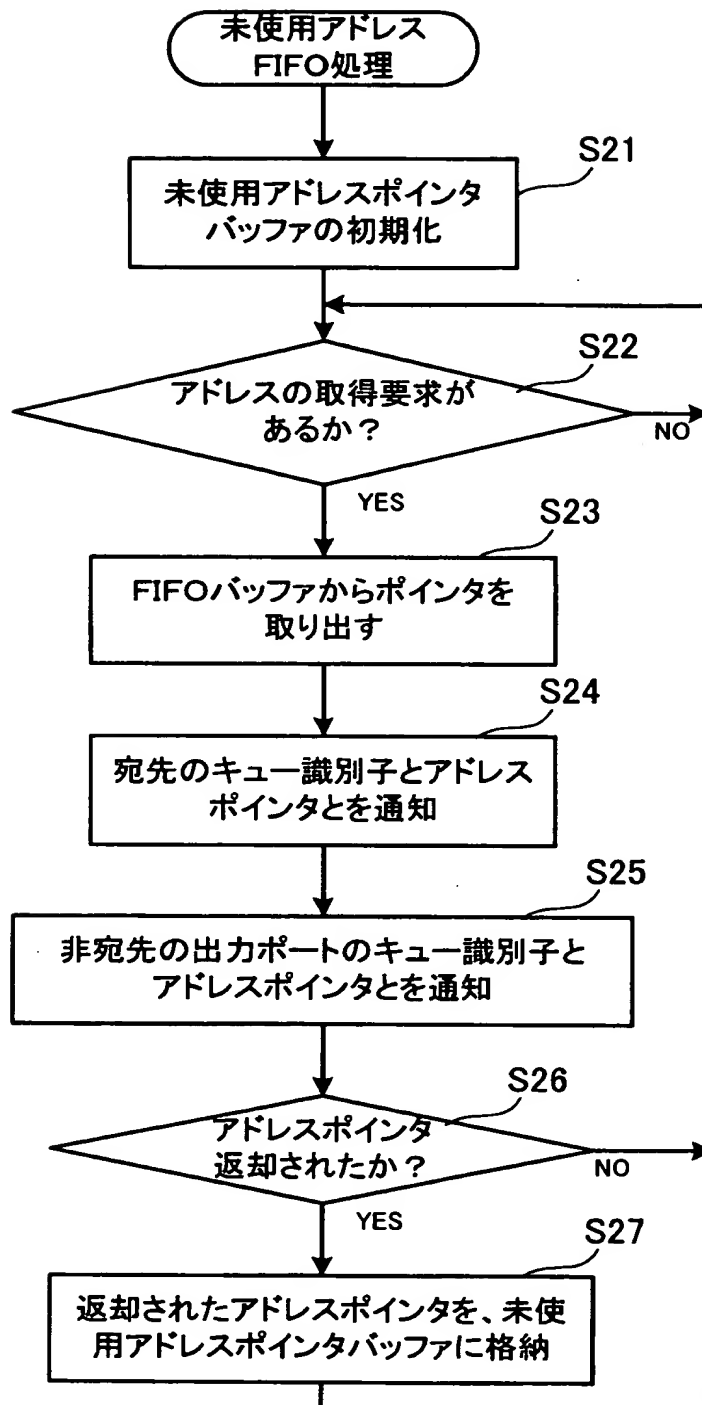 未使用アドレス
FIFO処理
S21
未使用アドレスポインタ
バッファの初期化
S22
アドレスの取得要求が
あるか？
NO
YES
S23
FIFOバッファからポインタを
取り出す
S24
宛先のキュー識別子とアドレス
ポインタとを通知
S25
非宛先の出力ポートのキュー識別子と
アドレスポインタとを通知
S26
アドレスポインタ
返却されたか？
NO
YES
S27
返却されたアドレスポインタを、未使
用アドレスポインタバッファに格納